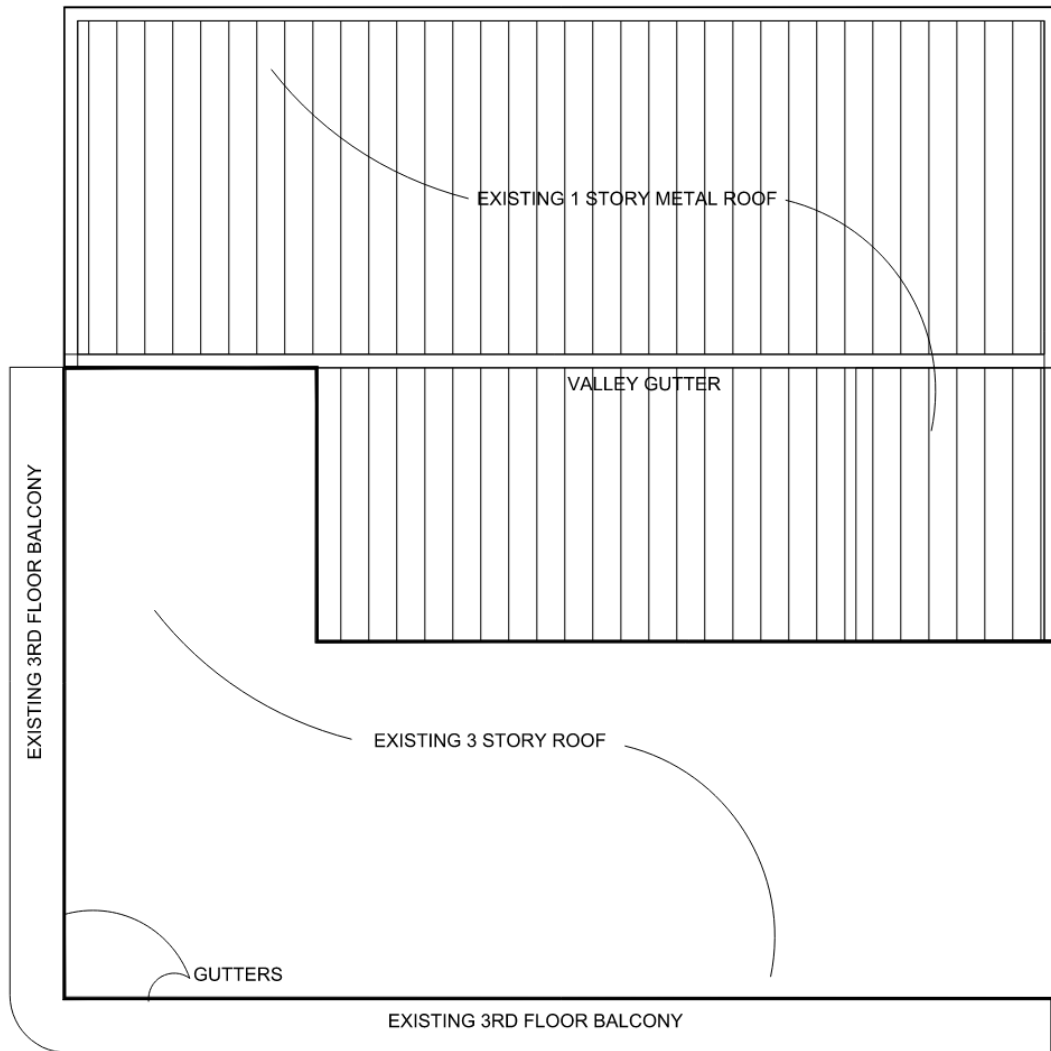 EXISTING 1 STORY METAL ROOF
VALLEY GUTTER
EXISTING 3RD FLOOR BALCONY
EXISTING 3 STORY ROOF
GUTTERS
EXISTING 3RD FLOOR BALCONY